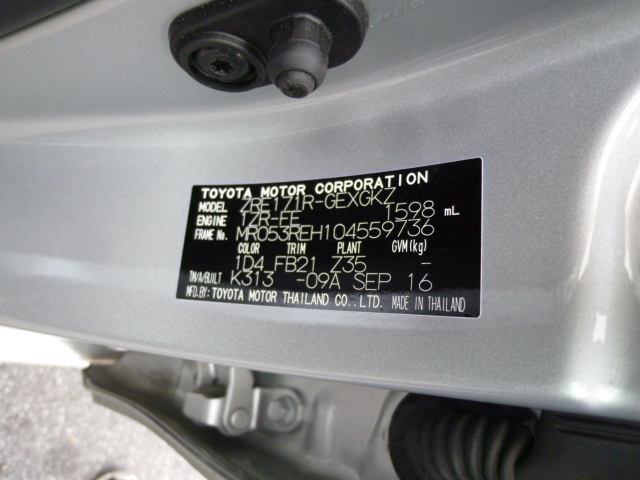 TOYOTA MOTOR CORPORATION
MODEL ZRE171R-GEXGKZ
ENGINE 1ZR-FE 1598 mL
FRAME No. MR053REH104559736
COLOR TRIM PLANT GVM(kg)
1D4 FB21 Z35 -
TM/A/BUILT K313 -09A SEP 16
MFD.BY: TOYOTA MOTOR THAILAND CO.,LTD. MADE IN THAILAND